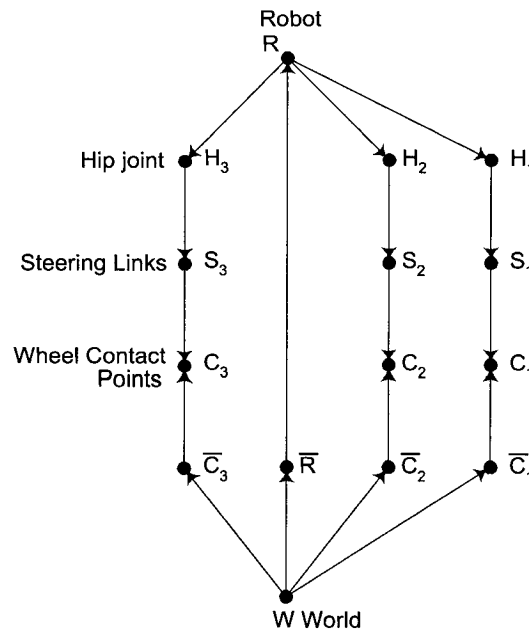 Robot
R
Hip joint H₃ H₂ H
Steering Links S₃ S₂ S
Wheel Contact
Points C₃ C₂ C
C̅₃ R̅ C̅₂ C̅
W World